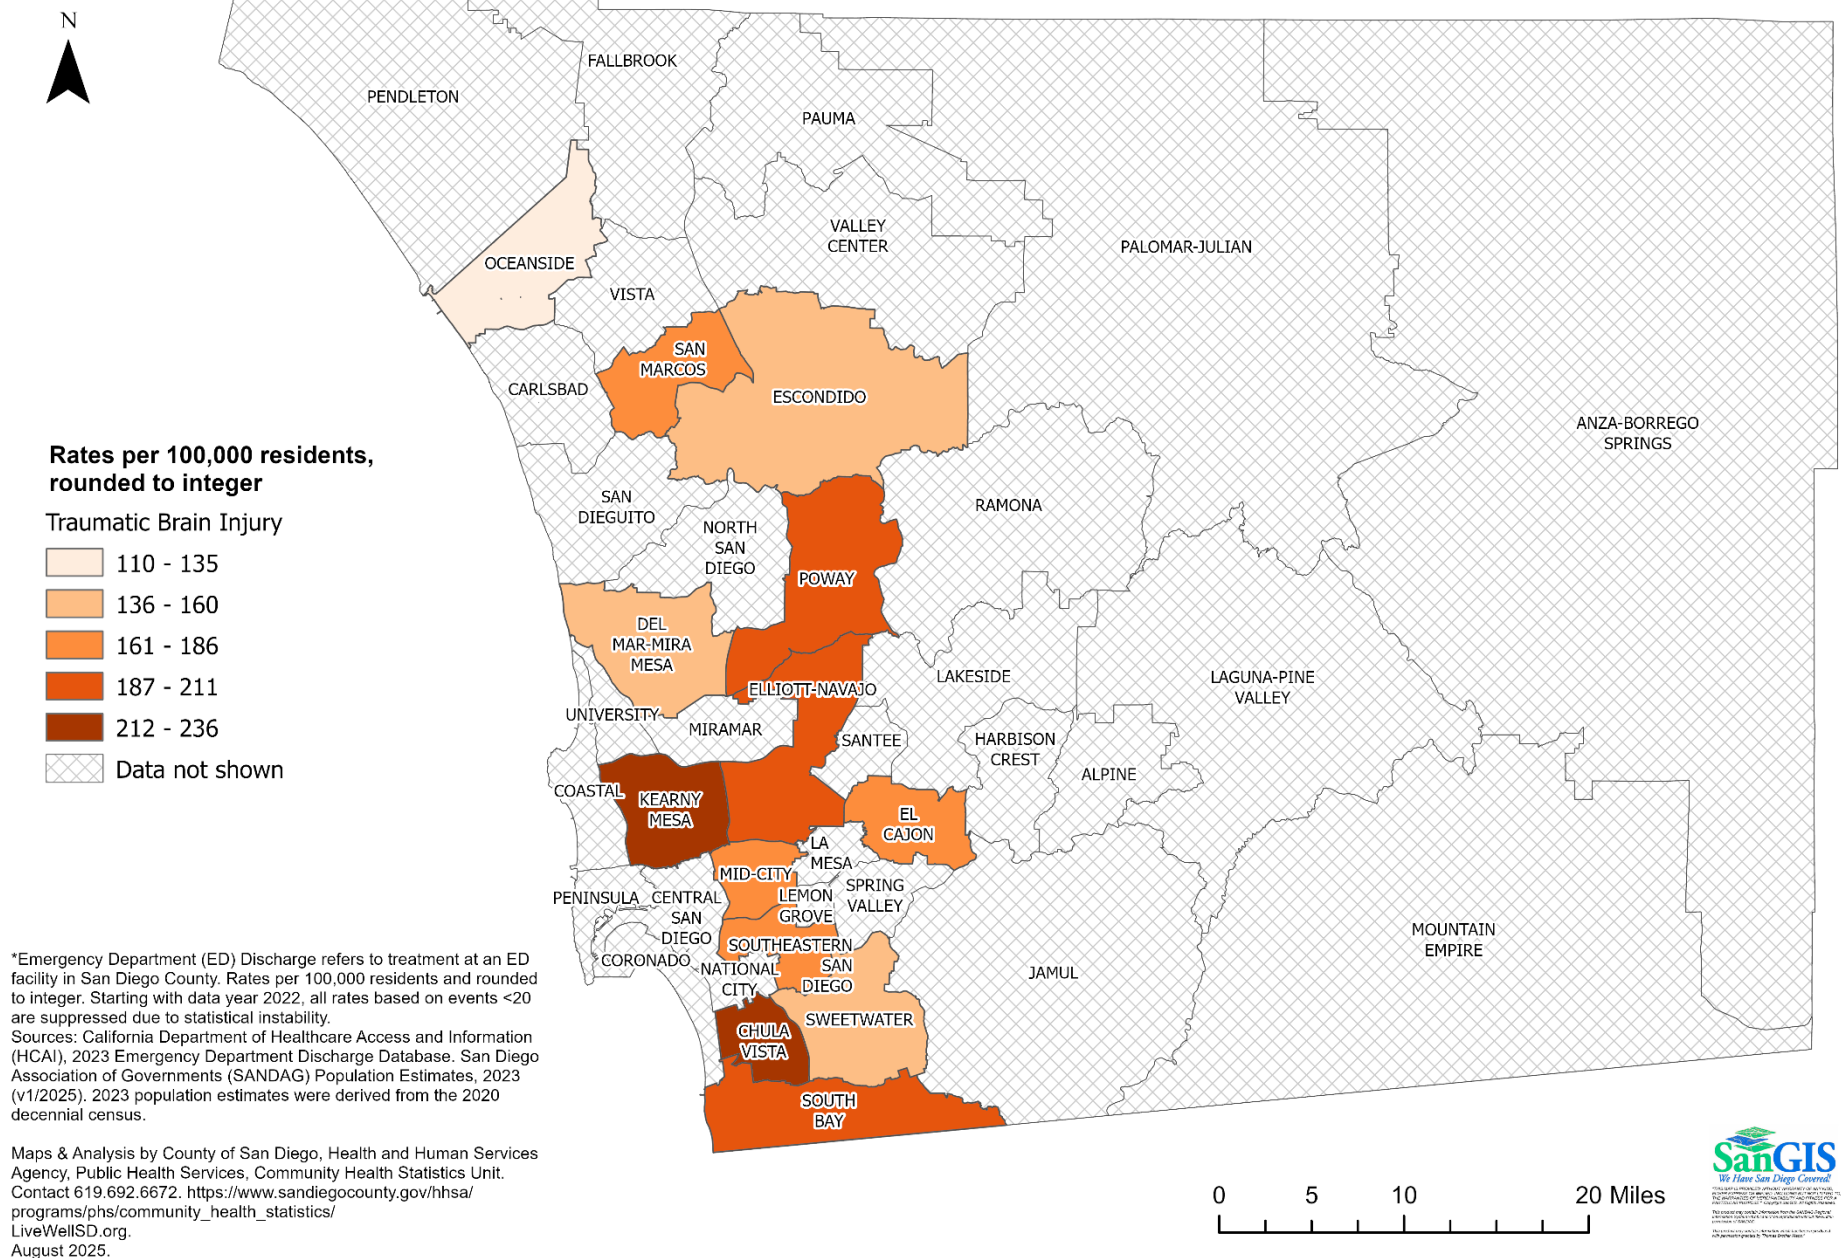 N
FALLBROOK
PENDLETON
PAUMA
VALLEY
CENTER
PALOMAR-JULIAN
OCEANSIDE
VISTA
SAN
MARCOS
CARLSBAD
ESCONDIDO
ANZA-BORREGO
SPRINGS
Rates per 100,000 residents,
rounded to integer
Traumatic Brain Injury
110 - 135
136 - 160
161 - 186
187 - 211
212 - 236
Data not shown
SAN
DIEGUITO
NORTH
SAN
DIEGO
RAMONA
POWAY
DEL
MAR-MIRA
MESA
ELLIOTT-NAVAJO
LAKESIDE
LAGUNA-PINE
VALLEY
UNIVERSITY
MIRAMAR
SANTEE
HARBISON
CREST
ALPINE
COASTAL
KEARNY
MESA
EL
CAJON
LA
MESA
MID-CITY
PENINSULA
CENTRAL
SAN
DIEGO
LEMON
GROVE
SPRING
VALLEY
SOUTHEASTERN
SAN
DIEGO
CORONADO
NATIONAL
CITY
MOUNTAIN
EMPIRE
JAMUL
SWEETWATER
CHULA
VISTA
SOUTH
BAY
*Emergency Department (ED) Discharge refers to treatment at an ED
facility in San Diego County. Rates per 100,000 residents and rounded
to integer. Starting with data year 2022, all rates based on events <20
are suppressed due to statistical instability.
Sources: California Department of Healthcare Access and Information
(HCAI), 2023 Emergency Department Discharge Database. San Diego
Association of Governments (SANDAG) Population Estimates, 2023
(v1/2025). 2023 population estimates were derived from the 2020
decennial census.
Maps & Analysis by County of San Diego, Health and Human Services
Agency, Public Health Services, Community Health Statistics Unit.
Contact 619.692.6672. https://www.sandiegocounty.gov/hhsa/
programs/phs/community_health_statistics/
LiveWellSD.org.
August 2025.
0 5 10 20 Miles
SanGIS
We Have San Diego Covered!